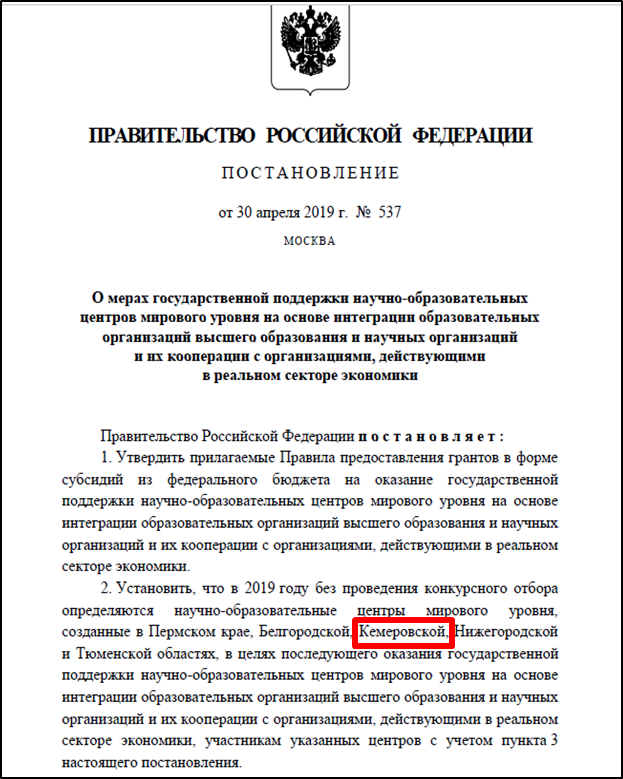 ПРАВИТЕЛЬСТВО РОССИЙСКОЙ ФЕДЕРАЦИИ
ПОСТАНОВЛЕНИЕ
от 30 апреля 2019 г. № 537
МОСКВА
О мерах государственной поддержки научно-образовательных
центров мирового уровня на основе интеграции образовательных
организаций высшего образования и научных организаций
и их кооперации с организациями, действующими
в реальном секторе экономики
Правительство Российской Федерации постановляет:
1. Утвердить прилагаемые Правила предоставления грантов в форме
субсидий из федерального бюджета на оказание государственной
поддержки научно-образовательных центров мирового уровня на основе
интеграции образовательных организаций высшего образования и научных
организаций и их кооперации с организациями, действующими в реальном
секторе экономики.
2. Установить, что в 2019 году без проведения конкурсного отбора
определяются научно-образовательные центры мирового уровня,
созданные в Пермском крае, Белгородской, Кемеровской, Нижегородской
и Тюменской областях, в целях последующего оказания государственной
поддержки научно-образовательных центров мирового уровня на основе
интеграции образовательных организаций высшего образования и научных
организаций и их кооперации с организациями, действующими в реальном
секторе экономики, участникам указанных центров с учетом пункта 3
настоящего постановления.